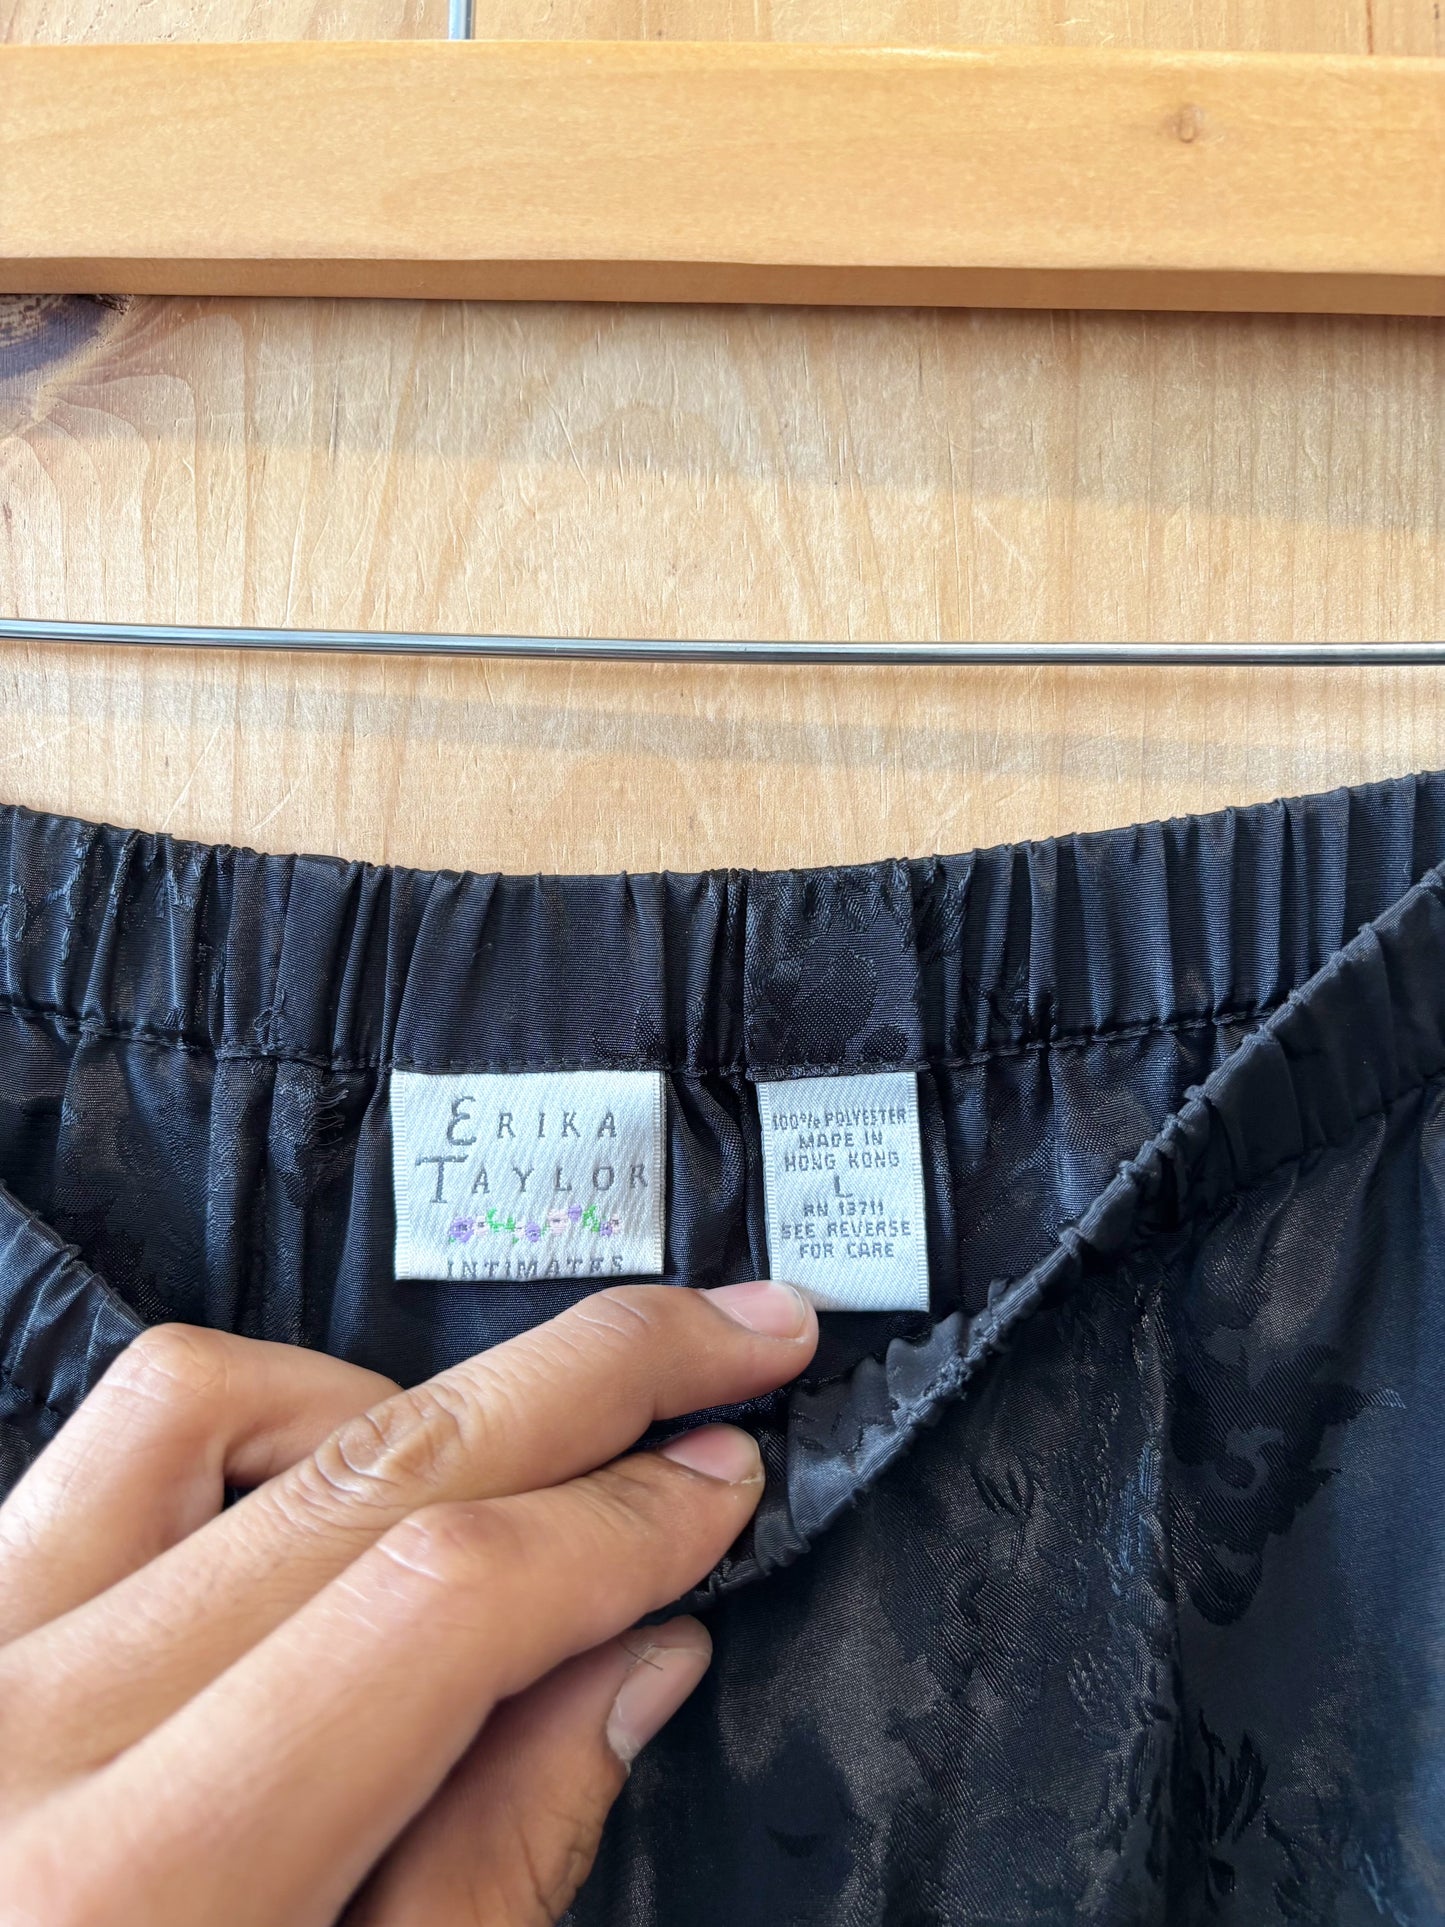 ERIKA
TAYLOR
INTIMATES
100% POLYESTER
MADE IN
HONG KONG
L
RN 13711
SEE REVERSE
FOR CARE